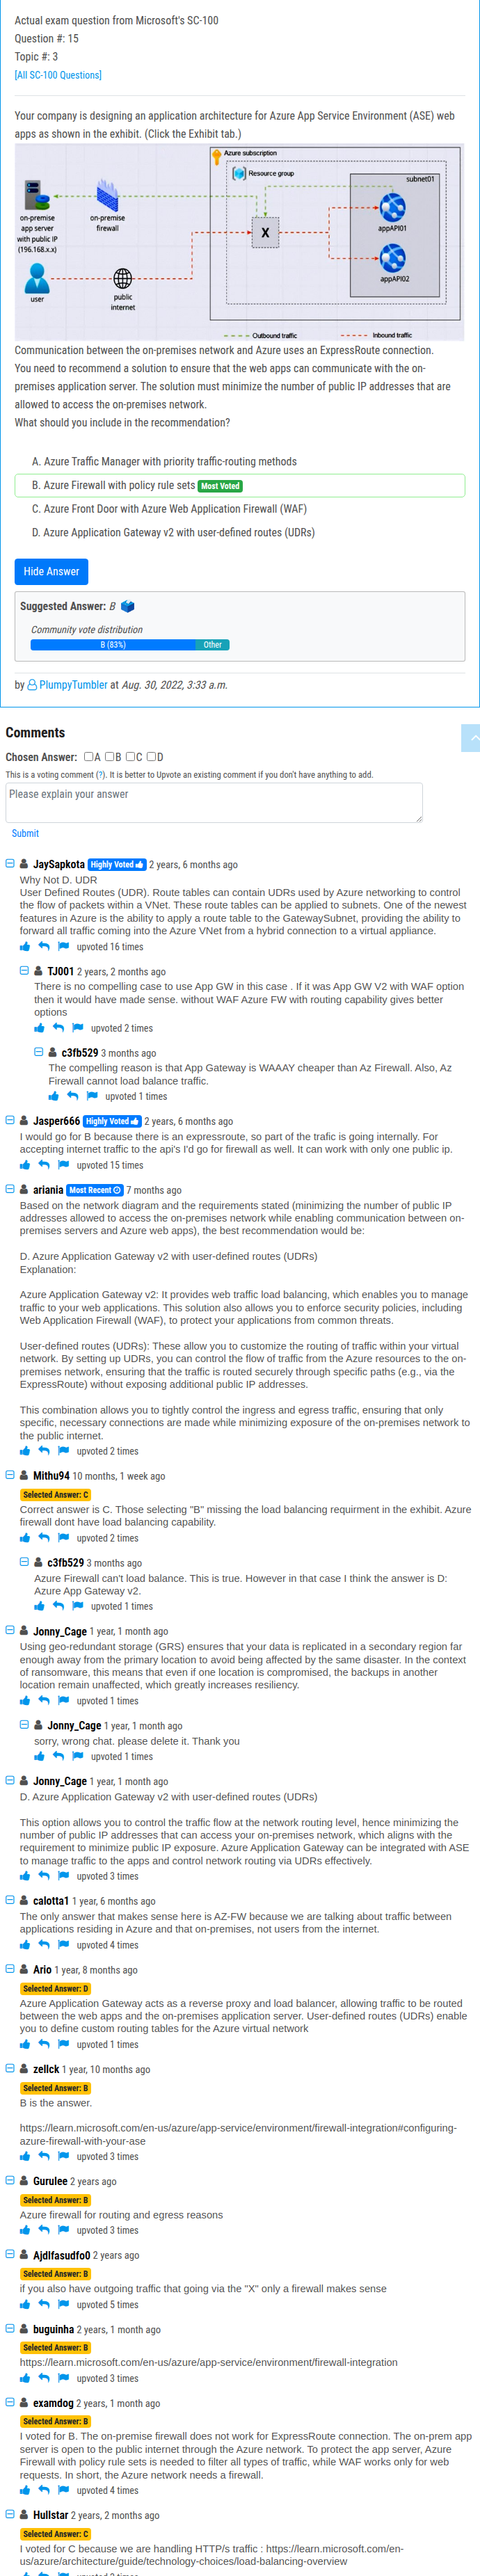 Actual exam question from Microsoft's SC-100
Question #: 15
Topic #: 3
[All SC-100 Questions]
Your company is designing an application architecture for Azure App Service Environment (ASE) web
apps as shown in the exhibit. (Click the Exhibit tab.)
Azure subscription
Resource group
subnet01
on-premise
app server
with public IP
(196.168.x.x)
on-premise
firewall
X
appAPI01
appAPI02
user
public
internet
Outbound traffic
Inbound traffic
Communication between the on-premises network and Azure uses an ExpressRoute connection.
You need to recommend a solution to ensure that the web apps can communicate with the on-
premises application server. The solution must minimize the number of public IP addresses that are
allowed to access the on-premises network.
What should you include in the recommendation?
A. Azure Traffic Manager with priority traffic-routing methods
B. Azure Firewall with policy rule sets Most Voted
C. Azure Front Door with Azure Web Application Firewall (WAF)
D. Azure Application Gateway v2 with user-defined routes (UDRs)
Hide Answer
Suggested Answer: B
Community vote distribution
B (83%) Other
by PlumpyTumbler at Aug. 30, 2022, 3:33 a.m.
Comments
Chosen Answer: A B C D
This is a voting comment (?). It is better to Upvote an existing comment if you don't have anything to add.
Please explain your answer
Submit
JaySapkota Highly Voted 2 years, 6 months ago
Why Not D. UDR
User Defined Routes (UDR). Route tables can contain UDRs used by Azure networking to control
the flow of packets within a VNet. These route tables can be applied to subnets. One of the newest
features in Azure is the ability to apply a route table to the GatewaySubnet, providing the ability to
forward all traffic coming into the Azure VNet from a hybrid connection to a virtual appliance.
upvoted 16 times
TJ001 2 years, 2 months ago
There is no compelling case to use App GW in this case . If it was App GW V2 with WAF option
then it would have made sense. without WAF Azure FW with routing capability gives better
options
upvoted 2 times
c3fb529 3 months ago
The compelling reason is that App Gateway is WAAAY cheaper than Az Firewall. Also, Az
Firewall cannot load balance traffic.
upvoted 1 times
Jasper666 Highly Voted 2 years, 6 months ago
I would go for B because there is an expressroute, so part of the trafic is going internally. For
accepting internet traffic to the api's I'd go for firewall as well. It can work with only one public ip.
upvoted 15 times
ariania Most Recent 7 months ago
Based on the network diagram and the requirements stated (minimizing the number of public IP
addresses allowed to access the on-premises network while enabling communication between on-
premises servers and Azure web apps), the best recommendation would be:
D. Azure Application Gateway v2 with user-defined routes (UDRs)
Explanation:
Azure Application Gateway v2: It provides web traffic load balancing, which enables you to manage
traffic to your web applications. This solution also allows you to enforce security policies, including
Web Application Firewall (WAF), to protect your applications from common threats.
User-defined routes (UDRs): These allow you to customize the routing of traffic within your virtual
network. By setting up UDRs, you can control the flow of traffic from the Azure resources to the on-
premises network, ensuring that the traffic is routed securely through specific paths (e.g., via the
ExpressRoute) without exposing additional public IP addresses.
This combination allows you to tightly control the ingress and egress traffic, ensuring that only
specific, necessary connections are made while minimizing exposure of the on-premises network to
the public internet.
upvoted 2 times
Mithu94 10 months, 1 week ago
Selected Answer: C
Correct answer is C. Those selecting "B" missing the load balancing requirment in the exhibit. Azure
firewall dont have load balancing capability.
upvoted 2 times
c3fb529 3 months ago
Azure Firewall can't load balance. This is true. However in that case I think the answer is D:
Azure App Gateway v2.
upvoted 1 times
Jonny_Cage 1 year, 1 month ago
Using geo-redundant storage (GRS) ensures that your data is replicated in a secondary region far
enough away from the primary location to avoid being affected by the same disaster. In the context
of ransomware, this means that even if one location is compromised, the backups in another
location remain unaffected, which greatly increases resiliency.
upvoted 1 times
Jonny_Cage 1 year, 1 month ago
sorry, wrong chat. please delete it. Thank you
upvoted 1 times
Jonny_Cage 1 year, 1 month ago
D. Azure Application Gateway v2 with user-defined routes (UDRs)
This option allows you to control the traffic flow at the network routing level, hence minimizing the
number of public IP addresses that can access your on-premises network, which aligns with the
requirement to minimize public IP exposure. Azure Application Gateway can be integrated with ASE
to manage traffic to the apps and control network routing via UDRs effectively.
upvoted 3 times
calotta1 1 year, 6 months ago
The only answer that makes sense here is AZ-FW because we are talking about traffic between
applications residing in Azure and that on-premises, not users from the internet.
upvoted 4 times
Ario 1 year, 8 months ago
Selected Answer: D
Azure Application Gateway acts as a reverse proxy and load balancer, allowing traffic to be routed
between the web apps and the on-premises application server. User-defined routes (UDRs) enable
you to define custom routing tables for the Azure virtual network
upvoted 1 times
zellck 1 year, 10 months ago
Selected Answer: B
B is the answer.
https://learn.microsoft.com/en-us/azure/app-service/environment/firewall-integration#configuring-
azure-firewall-with-your-ase
upvoted 3 times
Gurulee 2 years ago
Selected Answer: B
Azure firewall for routing and egress reasons
upvoted 3 times
Ajdlfasudfo0 2 years ago
Selected Answer: B
if you also have outgoing traffic that going via the "X" only a firewall makes sense
upvoted 5 times
buguinha 2 years, 1 month ago
Selected Answer: B
https://learn.microsoft.com/en-us/azure/app-service/environment/firewall-integration
upvoted 3 times
examdog 2 years, 1 month ago
Selected Answer: B
I voted for B. The on-premise firewall does not work for ExpressRoute connection. The on-prem app
server is open to the public internet through the Azure network. To protect the app server, Azure
Firewall with policy rule sets is needed to filter all types of traffic, while WAF works only for web
requests. In short, the Azure network needs a firewall.
upvoted 4 times
Hullstar 2 years, 2 months ago
Selected Answer: C
I voted for C because we are handling HTTP/s traffic : https://learn.microsoft.com/en-
us/azure/architecture/guide/technology-choices/load-balancing-overview